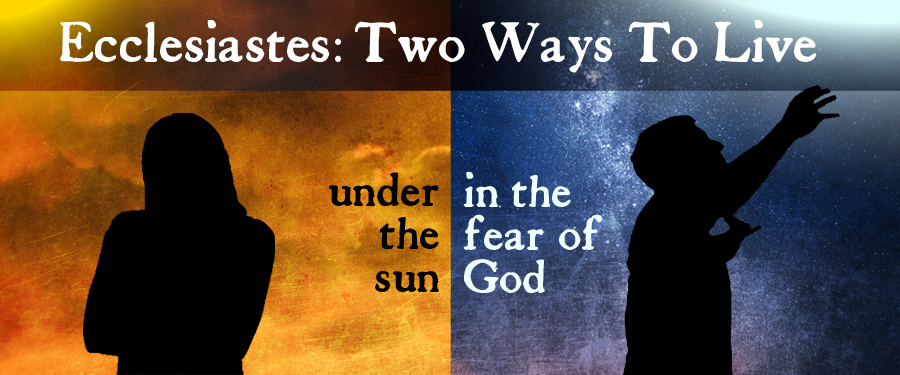 Ecclesiastes: Two Ways To Live
under
the
sun
in the
fear of
God